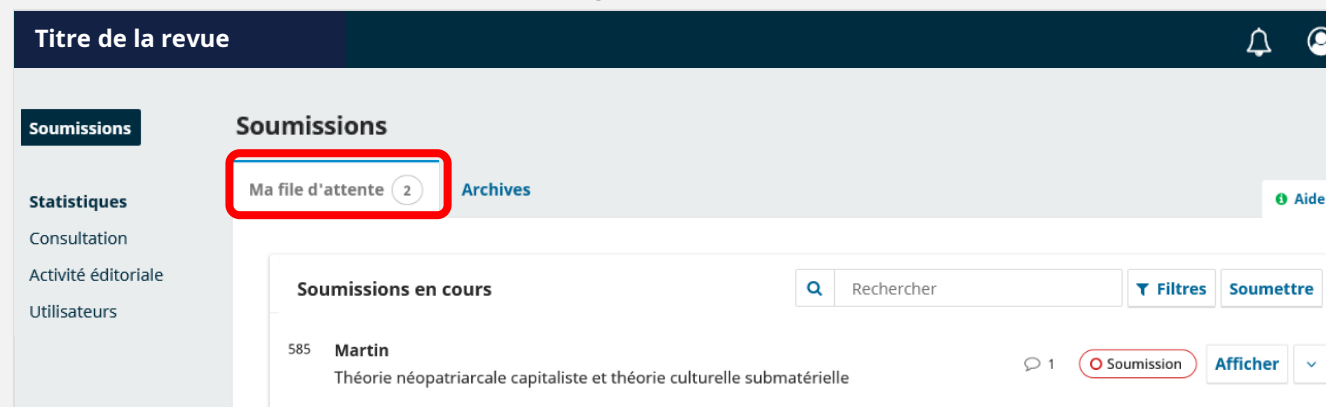 Titre de la revue
Soumissions
Soumissions
Ma file d'attente 2
Archives
Aide
Statistiques
Consultation
Activité éditoriale
Utilisateurs
Soumissions en cours
Rechercher
Filtres
Soumettre
585 Martin
Théorie néopatriarcale capitaliste et théorie culturelle submatérielle
1
Soumission
Afficher